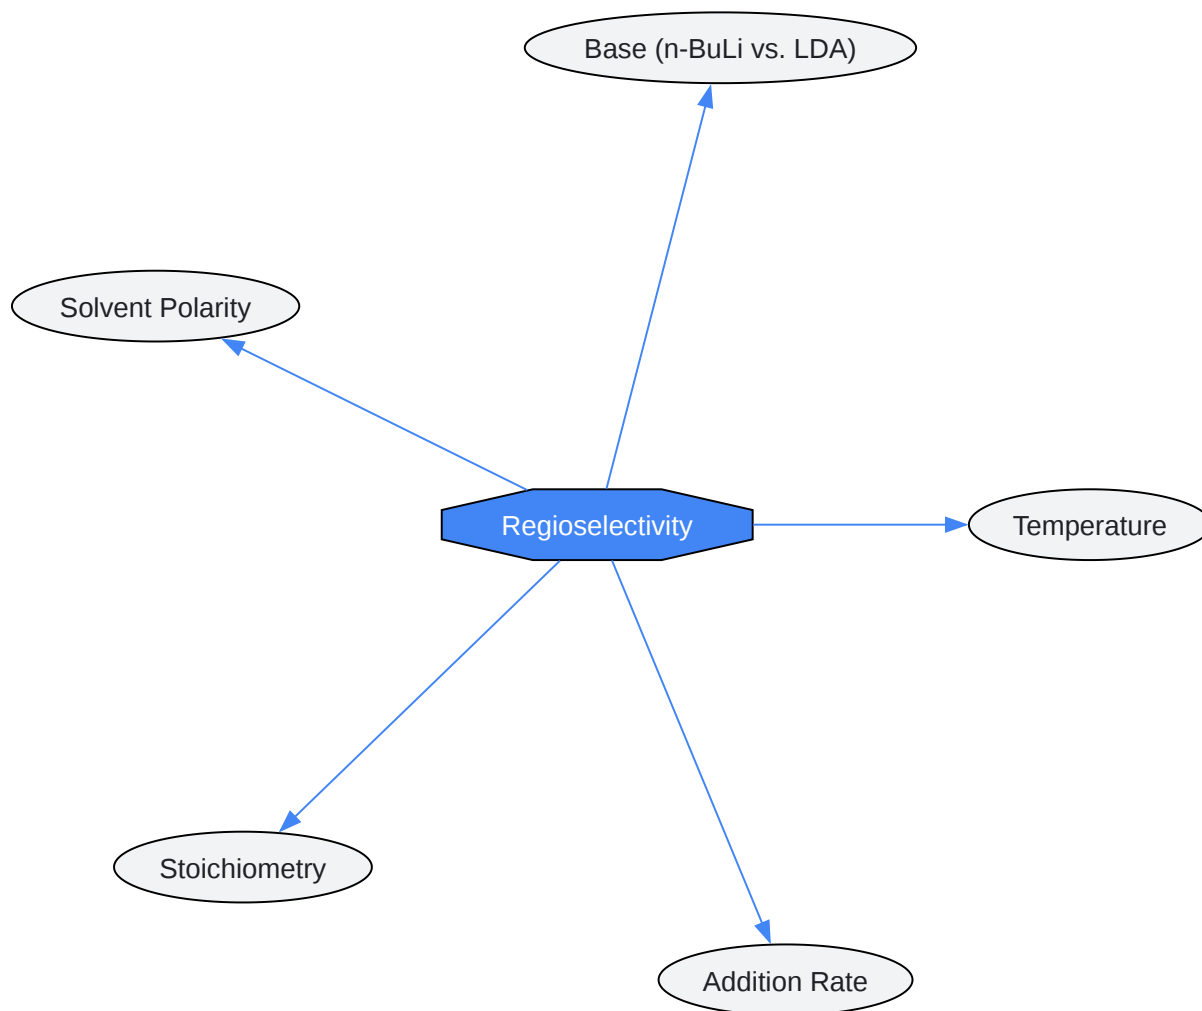 Base (n-BuLi vs. LDA)
Solvent Polarity
Regioselectivity
Temperature
Stoichiometry
Addition Rate